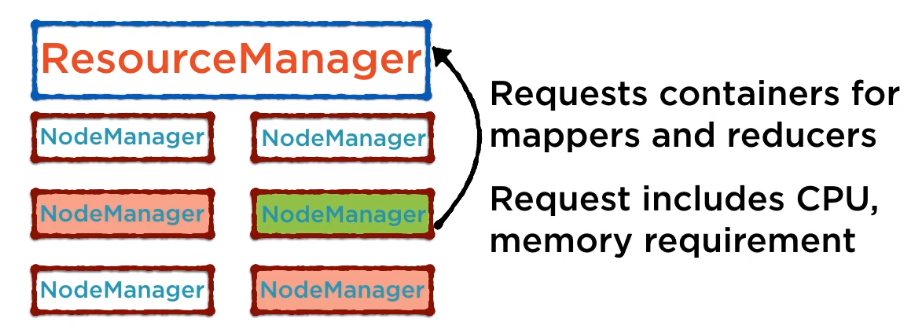 ResourceManager
NodeManager NodeManager
NodeManager NodeManager
NodeManager NodeManager
Requests containers for
mappers and reducers
Request includes CPU,
memory requirement